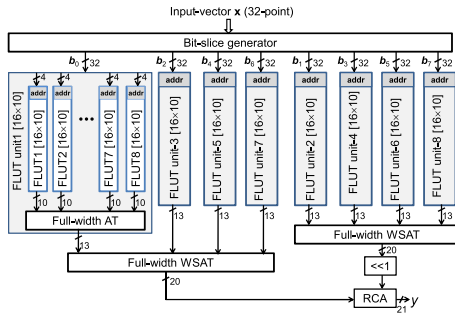 Input-vector x (32-point)
Bit-slice generator
b0 32 b2 32 b4 32 b6 32 b1 32 b3 32 b5 32 b7 32
4 4 4 4
addr addr addr addr addr addr addr addr addr addr addr
FLUT unit1 [16×10]
FLUT1 [16×10]
FLUT2 [16×10]
•••
FLUT7 [16×10]
FLUT8 [16×10]
FLUT unit-3 [16×10]
FLUT unit-5 [16×10]
FLUT unit-7 [16×10]
FLUT unit-2 [16×10]
FLUT unit-4 [16×10]
FLUT unit-6 [16×10]
FLUT unit-8 [16×10]
10 10 10 10
13 13 13 13 13 13 13
Full-width AT
Full-width WSAT
13
20
Full-width WSAT
<<1
20
RCA
21
y